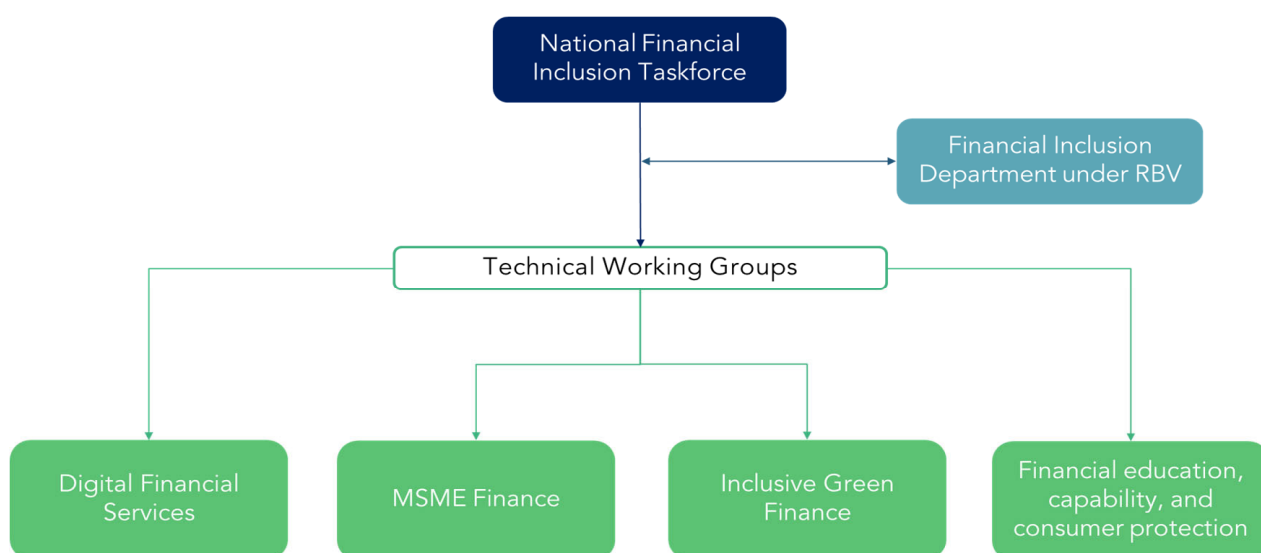 National Financial
Inclusion Taskforce
Financial Inclusion
Department under RBV
Technical Working Groups
Digital Financial
Services
MSME Finance
Inclusive Green
Finance
Financial education,
capability, and
consumer protection